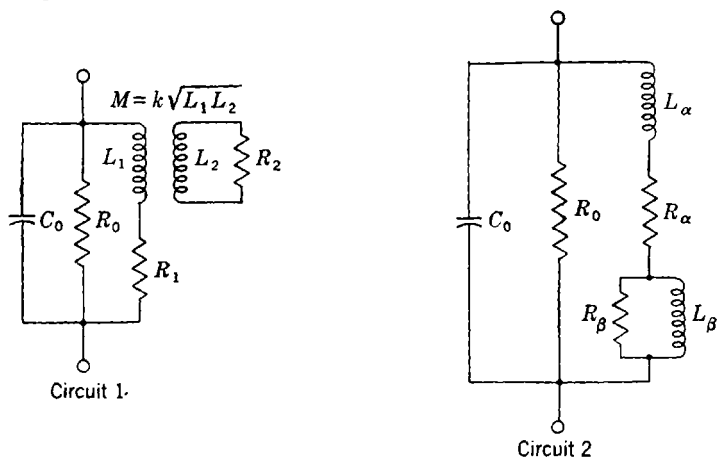 M = k√L₁L₂
L₁
L₂
R₂
C₀
R₀
R₁
Circuit 1.
L_α
C₀
R₀
R_α
R_β
L_β
Circuit 2